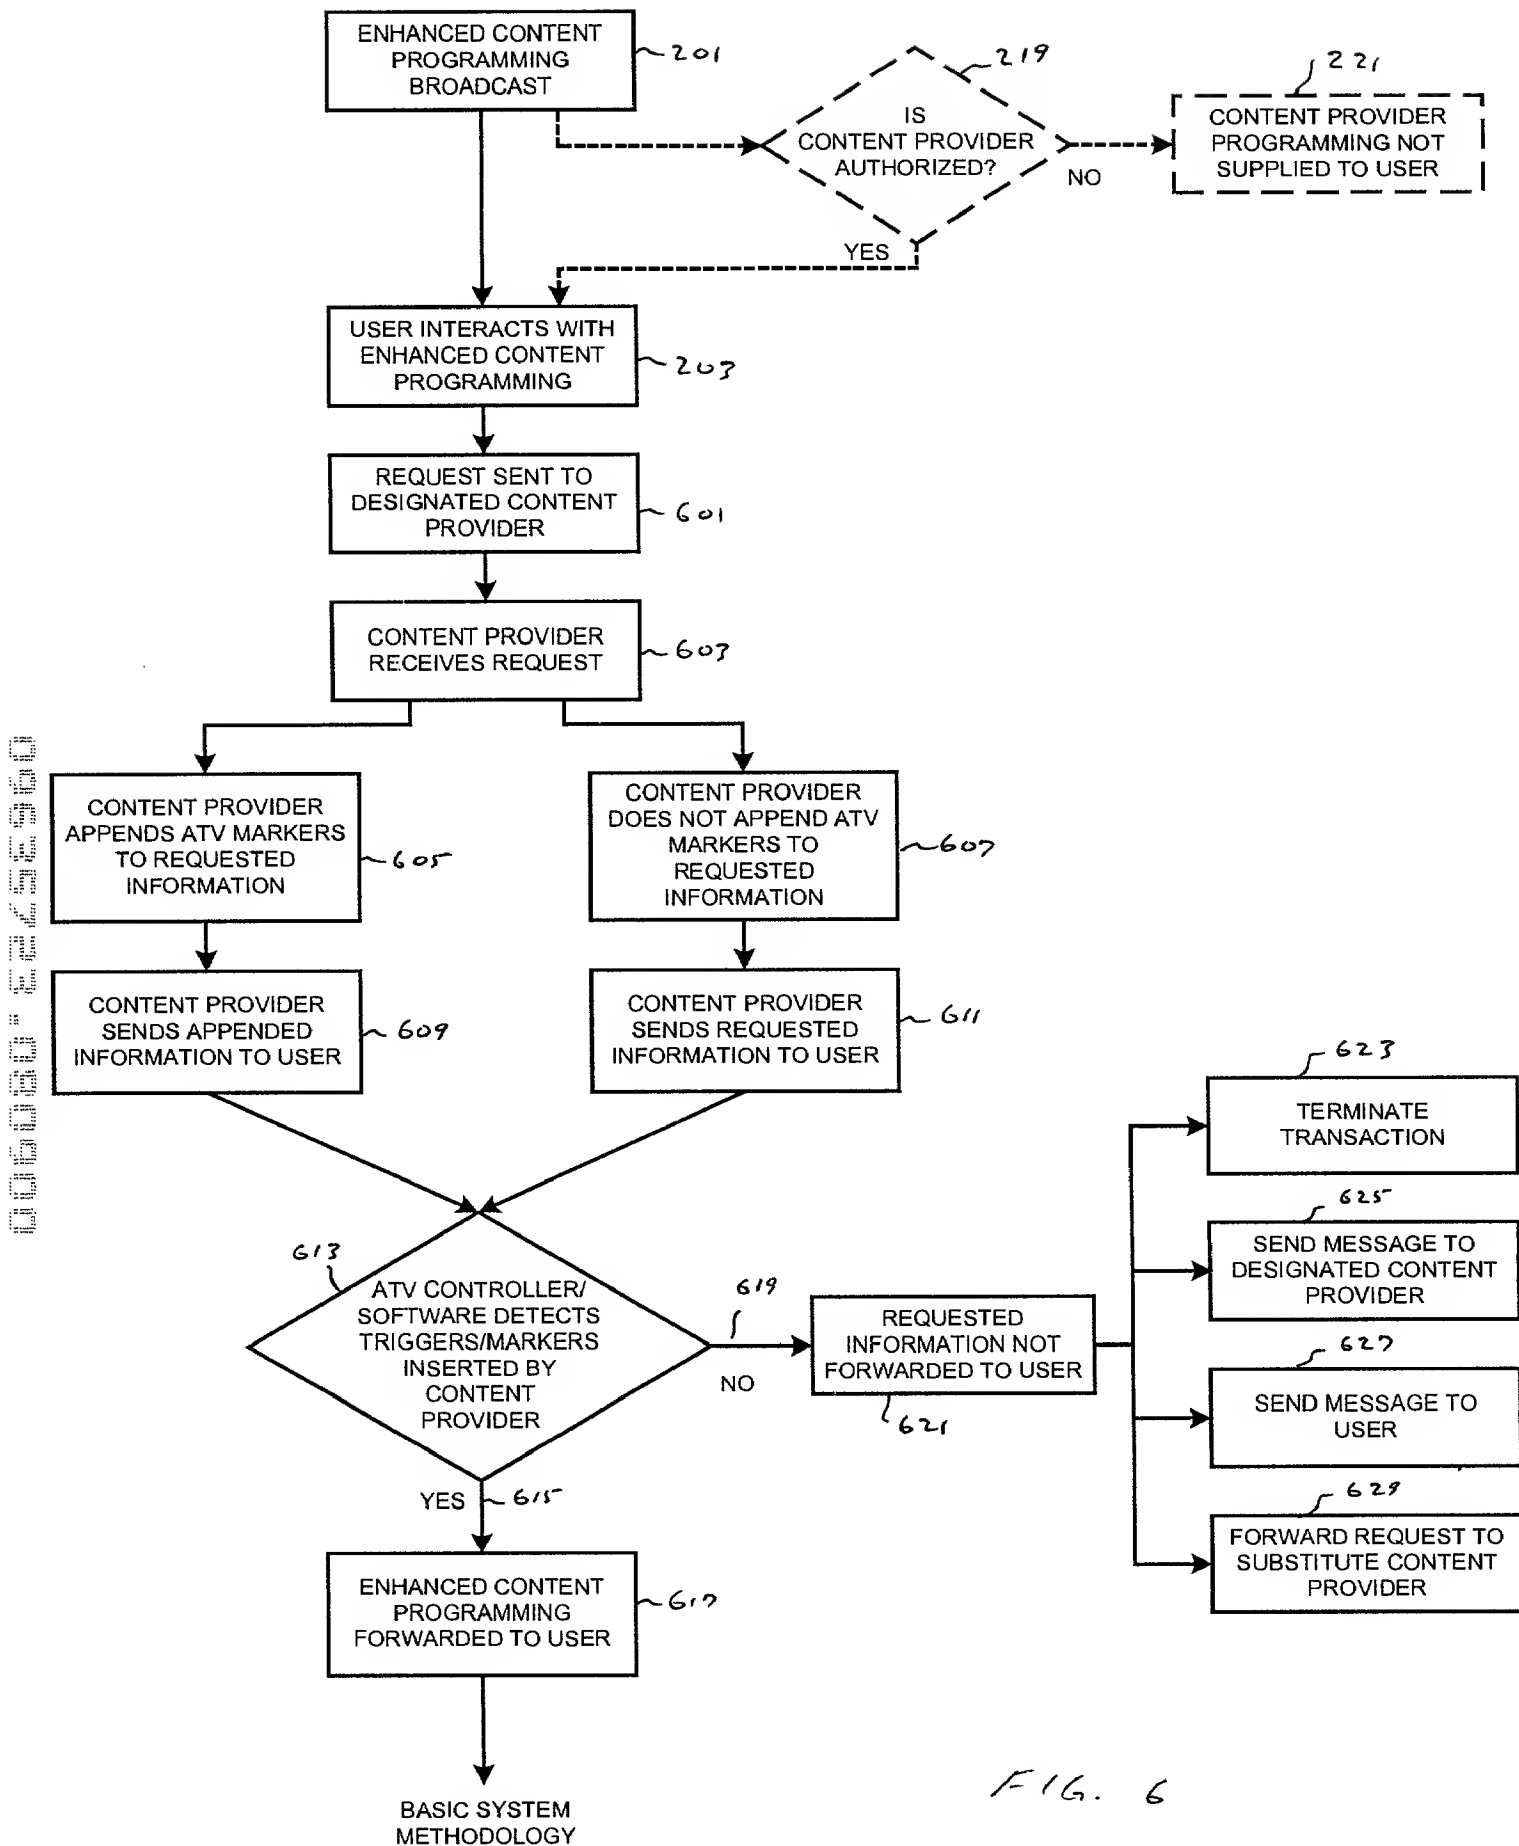 ENHANCED CONTENT
PROGRAMMING
BROADCAST
201
219
IS
CONTENT PROVIDER
AUTHORIZED?
NO
YES
221
CONTENT PROVIDER
PROGRAMMING NOT
SUPPLIED TO USER
USER INTERACTS WITH
ENHANCED CONTENT
PROGRAMMING
203
REQUEST SENT TO
DESIGNATED CONTENT
PROVIDER
601
CONTENT PROVIDER
RECEIVES REQUEST
603
CONTENT PROVIDER
APPENDS ATV MARKERS
TO REQUESTED
INFORMATION
605
CONTENT PROVIDER
DOES NOT APPEND ATV
MARKERS TO
REQUESTED
INFORMATION
607
CONTENT PROVIDER
SENDS APPENDED
INFORMATION TO USER
609
CONTENT PROVIDER
SENDS REQUESTED
INFORMATION TO USER
611
613
ATV CONTROLLER/
SOFTWARE DETECTS
TRIGGERS/MARKERS
INSERTED BY
CONTENT
PROVIDER
619
NO
REQUESTED
INFORMATION NOT
FORWARDED TO USER
621
623
TERMINATE
TRANSACTION
625
SEND MESSAGE TO
DESIGNATED CONTENT
PROVIDER
627
SEND MESSAGE TO
USER
629
FORWARD REQUEST TO
SUBSTITUTE CONTENT
PROVIDER
YES
615
ENHANCED CONTENT
PROGRAMMING
FORWARDED TO USER
617
BASIC SYSTEM
METHODOLOGY
FIG. 6